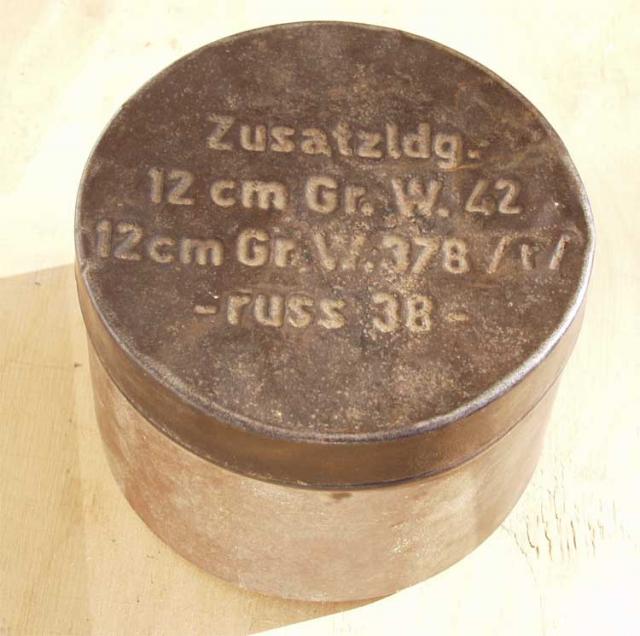 Zusatzldg.
12 cm Gr. W. 42
12cm Gr. W. 378 /r/
- russ 38 -